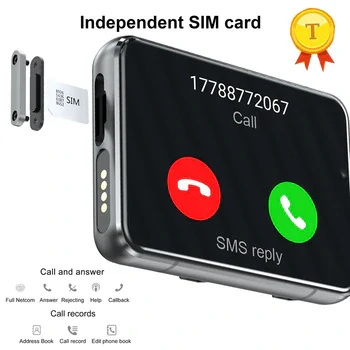 Independent SIM card
T
SIM
17788772067
Call
SMS reply
Call and answer
Full Netcom Answer Rejecting Help Callback
Call records
Address Book Call record Edit phone book